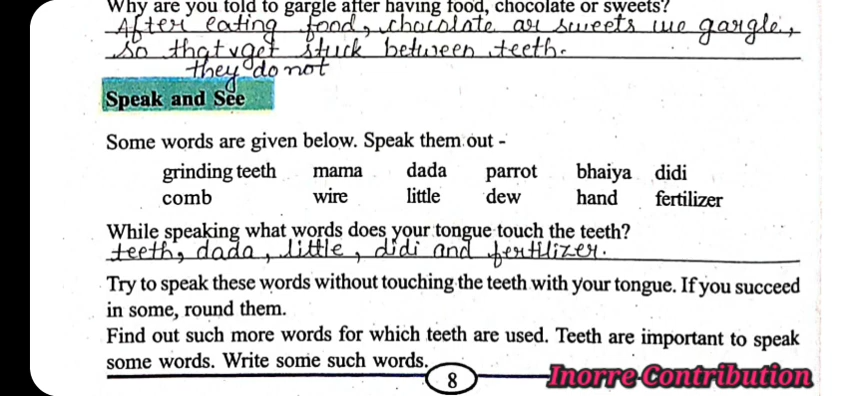 Why are you told to gargle after having food, chocolate or sweets?
After eating food, chocolate or sweets we gargle,
so that get stuck between teeth.
they do not
Speak and See
Some words are given below. Speak them out -
grinding teeth mama dada parrot bhaiya didi
comb wire little dew hand fertilizer
While speaking what words does your tongue touch the teeth?
teeth, dada, little, didi and fertilizer.
Try to speak these words without touching the teeth with your tongue. If you succeed
in some, round them.
Find out such more words for which teeth are used. Teeth are important to speak
some words. Write some such words.
8
Inorre Contribution